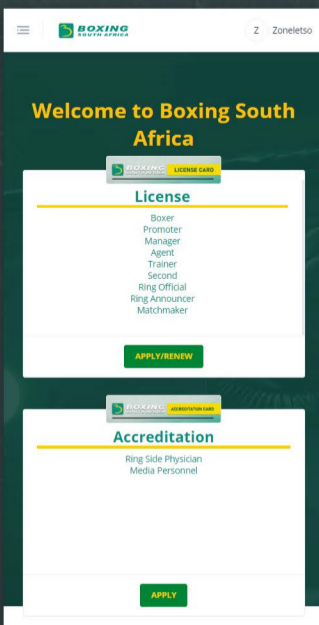 BOXING
SOUTH AFRICA
Z Zoneletso
Welcome to Boxing South
Africa
BOXING
LICENSE CARD
License
Boxer
Promoter
Manager
Agent
Trainer
Second
Ring Official
Ring Announcer
Matchmaker
APPLY/RENEW
BOXING
ACCREDITATION CARD
Accreditation
Ring Side Physician
Media Personnel
APPLY